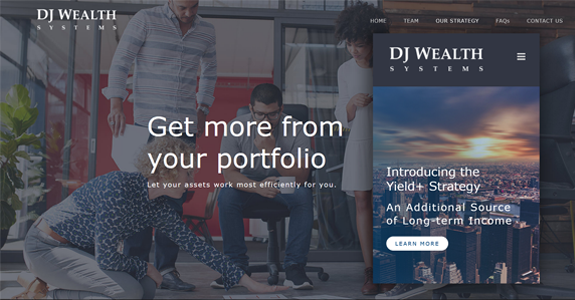 DJ WEALTH
SYSTEMS
HOME TEAM OUR STRATEGY FAQs CONTACT US
Get more from
your portfolio
Let your assets work most efficiently for you.
DJ WEALTH
SYSTEMS
Introducing the
Yield+ Strategy
An Additional Source
of Long-term Income
LEARN MORE